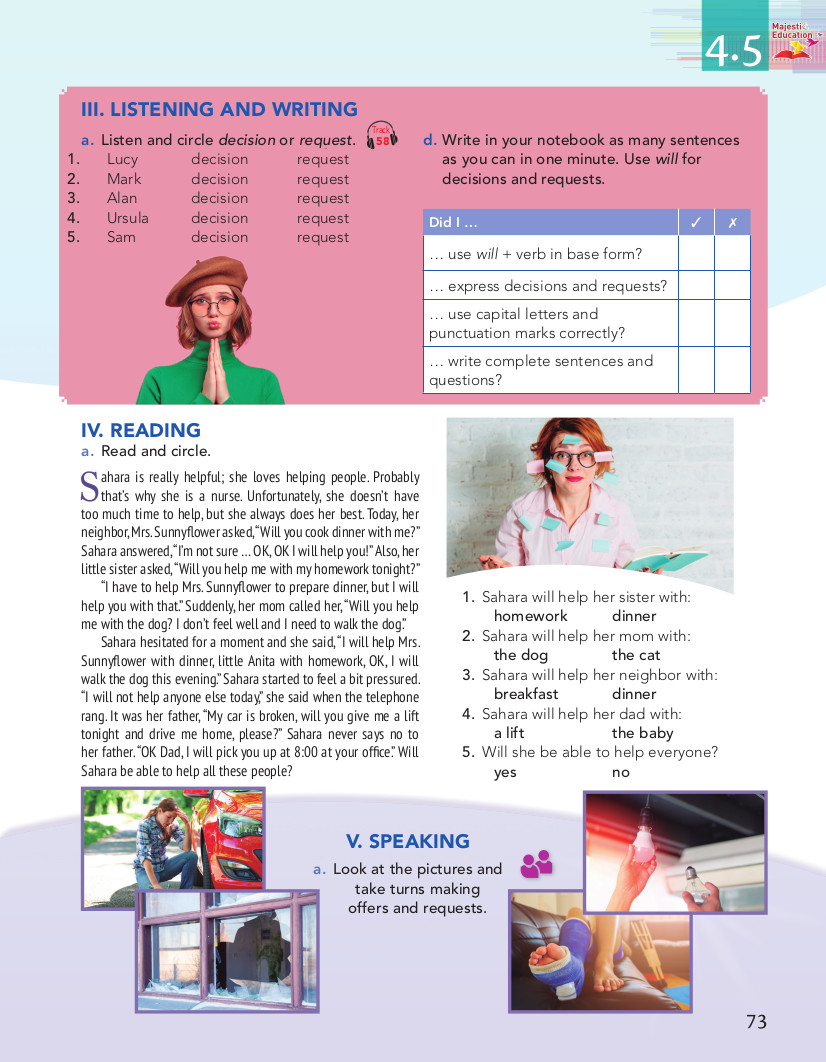 4.5
Majesti
Education
III. LISTENING AND WRITING
a. Listen and circle decision or request.
Track
58
1. Lucy decision request
2. Mark decision request
3. Alan decision request
4. Ursula decision request
5. Sam decision request
d. Write in your notebook as many sentences
as you can in one minute. Use will for
decisions and requests.
Did I ... ✓ ✗
... use will + verb in base form?
... express decisions and requests?
... use capital letters and
punctuation marks correctly?
... write complete sentences and
questions?
IV. READING
a. Read and circle.
Sahara is really helpful; she loves helping people. Probably
that's why she is a nurse. Unfortunately, she doesn't have
too much time to help, but she always does her best. Today, her
neighbor, Mrs. Sunnyflower asked, “Will you cook dinner with me?”
Sahara answered, “I'm not sure ... OK, OK I will help you!” Also, her
little sister asked, “Will you help me with my homework tonight?”
“I have to help Mrs. Sunnyflower to prepare dinner, but I will
help you with that.” Suddenly, her mom called her, “Will you help
me with the dog? I don't feel well and I need to walk the dog.”
Sahara hesitated for a moment and she said, “I will help Mrs.
Sunnyflower with dinner, little Anita with homework, OK, I will
walk the dog this evening.” Sahara started to feel a bit pressured.
“I will not help anyone else today,” she said when the telephone
rang. It was her father, “My car is broken, will you give me a lift
tonight and drive me home, please?” Sahara never says no to
her father. “OK Dad, I will pick you up at 8:00 at your office.” Will
Sahara be able to help all these people?
1. Sahara will help her sister with:
homework dinner
2. Sahara will help her mom with:
the dog the cat
3. Sahara will help her neighbor with:
breakfast dinner
4. Sahara will help her dad with:
a lift the baby
5. Will she be able to help everyone?
yes no
V. SPEAKING
a. Look at the pictures and
take turns making
offers and requests.
73